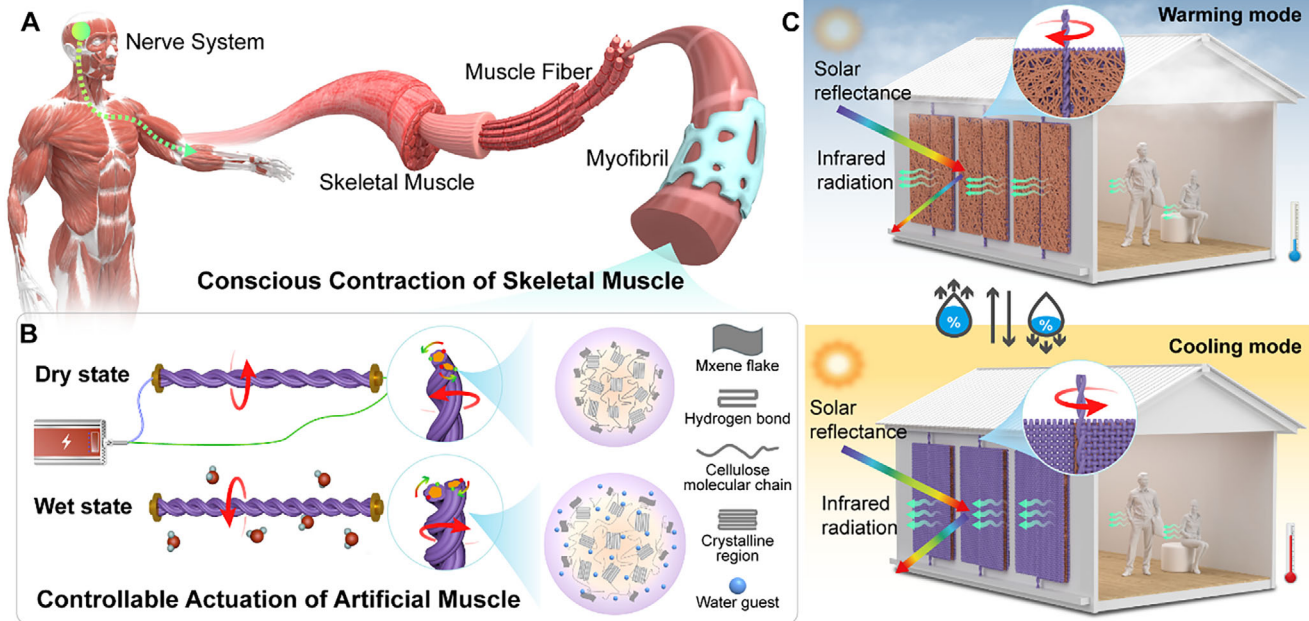 A
Nerve System
Skeletal Muscle
Muscle Fiber
Myofibril
Conscious Contraction of Skeletal Muscle
B
Dry state
Wet state
Mxene flake
Hydrogen bond
Cellulose
molecular chain
Crystalline
region
Water guest
Controllable Actuation of Artificial Muscle
C
Warming mode
Solar
reflectance
Infrared
radiation
%
%
Cooling mode
Solar
reflectance
Infrared
radiation